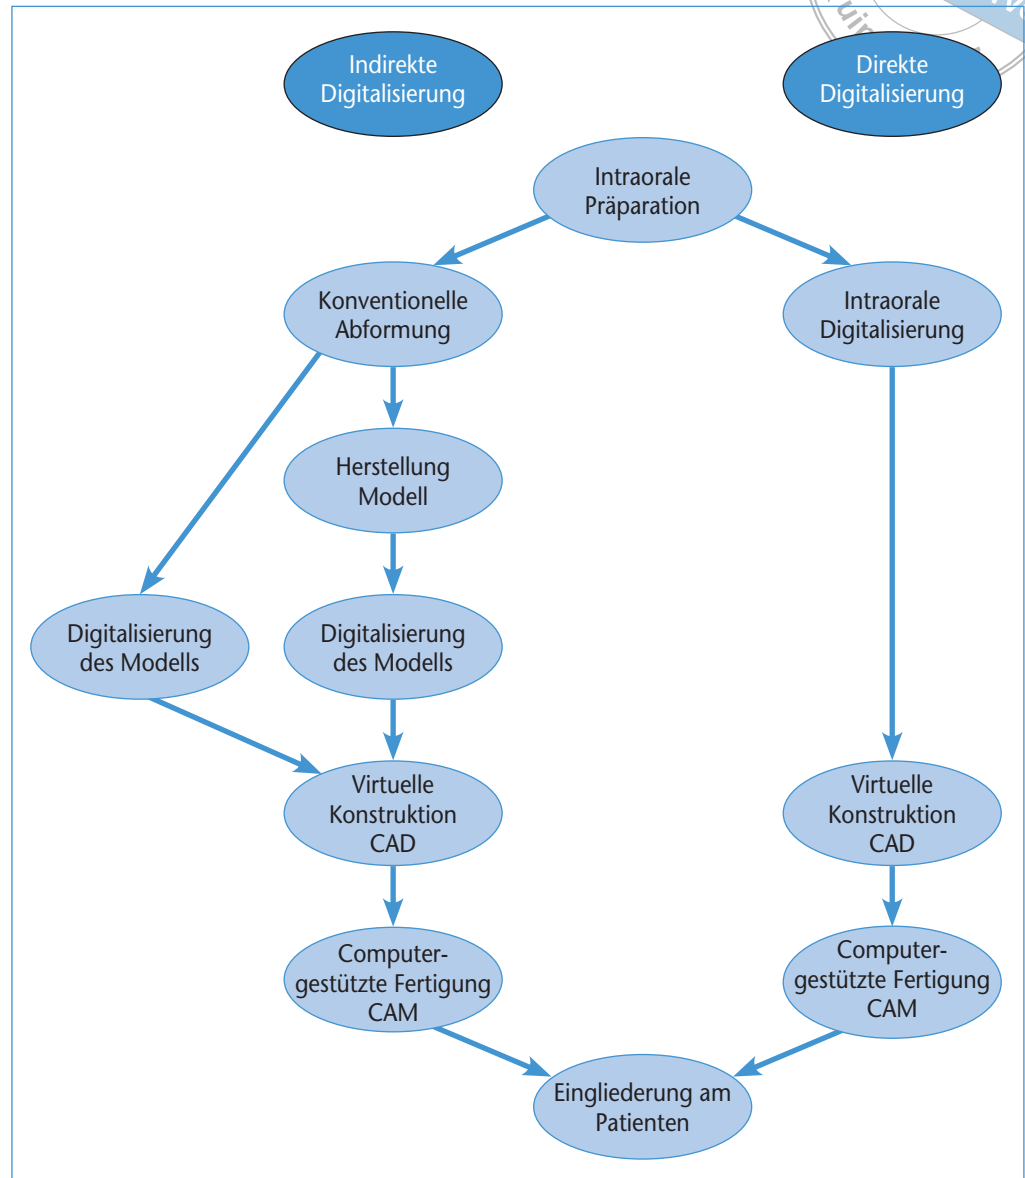 Indirekte
Digitalisierung
Direkte
Digitalisierung
Intraorale
Präparation
Konventionelle
Abformung
Intraorale
Digitalisierung
Herstellung
Modell
Digitalisierung
des Modells
Digitalisierung
des Modells
Virtuelle
Konstruktion
CAD
Virtuelle
Konstruktion
CAD
Computer-
gestützte Fertigung
CAM
Computer-
gestützte Fertigung
CAM
Eingliederung am
Patienten